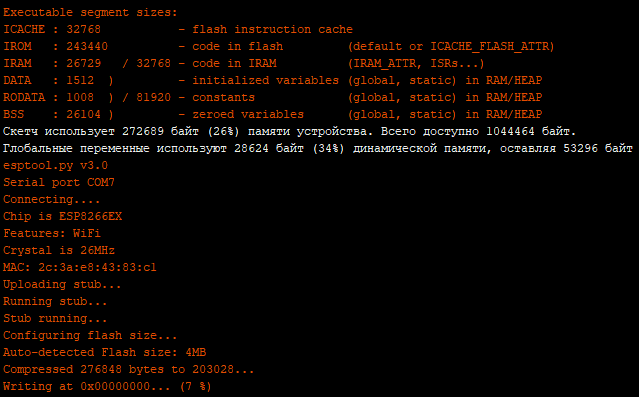 Executable segment sizes:
ICACHE : 32768 - flash instruction cache
IROM : 243440 - code in flash (default or ICACHE_FLASH_ATTR)
IRAM : 26729 / 32768 - code in IRAM (IRAM_ATTR, ISRs...)
DATA : 1512 ) - initialized variables (global, static) in RAM/HEAP
RODATA : 1008 ) / 81920 - constants (global, static) in RAM/HEAP
BSS : 26104 ) - zeroed variables (global, static) in RAM/HEAP
Скетч использует 272689 байт (26%) памяти устройства. Всего доступно 1044464 байт.
Глобальные переменные используют 28624 байт (34%) динамической памяти, оставляя 53296 байт
esptool.py v3.0
Serial port COM7
Connecting....
Chip is ESP8266EX
Features: WiFi
Crystal is 26MHz
MAC: 2c:3a:e8:43:83:c1
Uploading stub...
Running stub...
Stub running...
Configuring flash size...
Auto-detected Flash size: 4MB
Compressed 276848 bytes to 203028...
Writing at 0x00000000... (7 %)